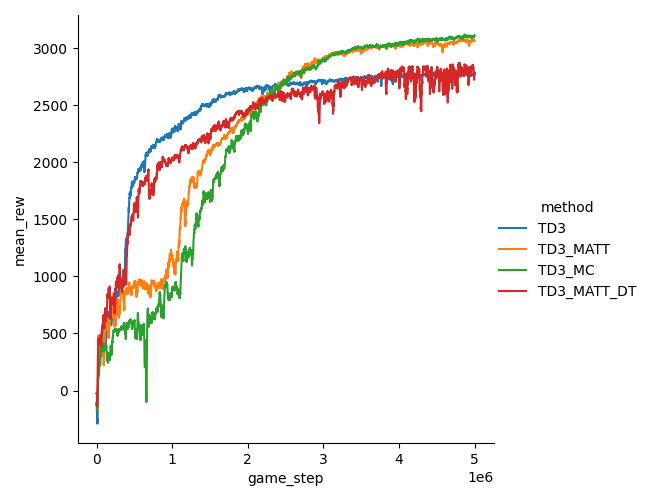 3000
2500
2000
1500
1000
500
0
mean_rew
0
1
2
3
4
5
1e6
game_step
method
TD3
TD3_MATT
TD3_MC
TD3_MATT_DT